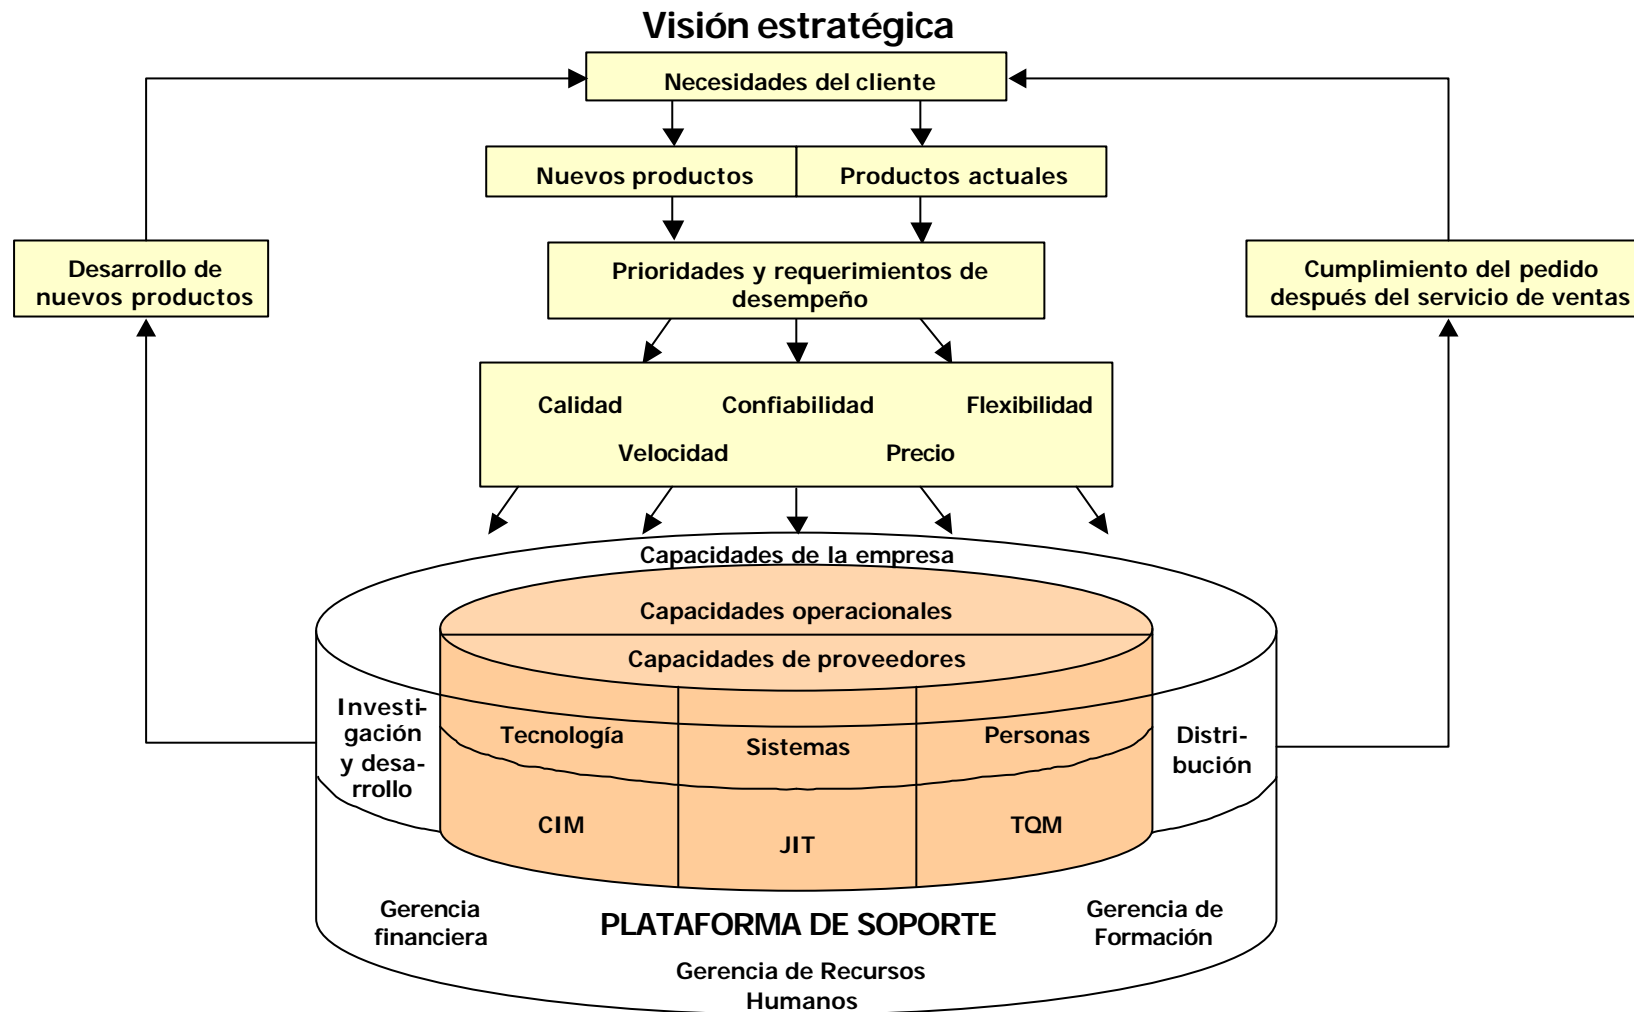 Visión estratégica
Necesidades del cliente
Nuevos productos
Productos actuales
Desarrollo de
nuevos productos
Prioridades y requerimientos de
desempeño
Cumplimiento del pedido
después del servicio de ventas
Calidad
Confiabilidad
Flexibilidad
Velocidad
Precio
Capacidades de la empresa
Capacidades operacionales
Capacidades de proveedores
Investi-
gación
y desa-
rrollo
Tecnología
Sistemas
Personas
Distri-
bución
CIM
JIT
TQM
Gerencia
financiera
PLATAFORMA DE SOPORTE
Gerencia de
Formación
Gerencia de Recursos
Humanos